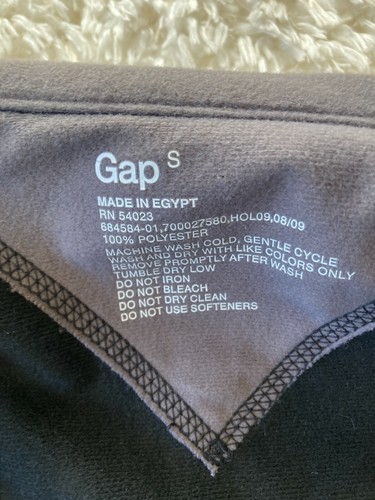 Gap S
MADE IN EGYPT
RN 54023
684584-01,700027580,HOL09,08/09
100% POLYESTER
MACHINE WASH COLD, GENTLE CYCLE
WASH AND DRY WITH LIKE COLORS ONLY
REMOVE PROMPTLY AFTER WASH
TUMBLE DRY LOW
DO NOT IRON
DO NOT BLEACH
DO NOT DRY CLEAN
DO NOT USE SOFTENERS